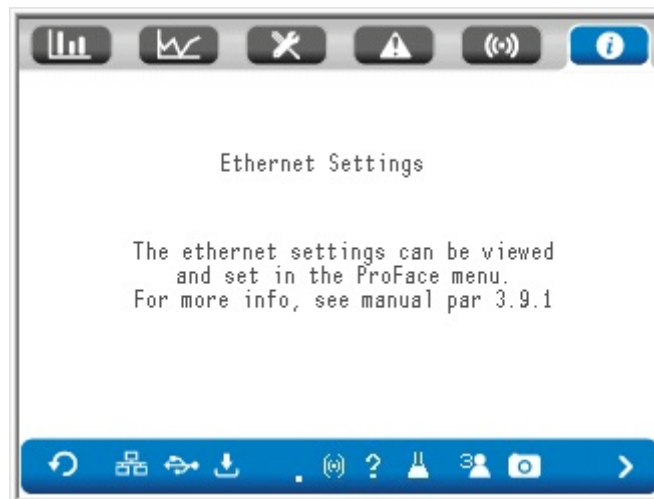 Ethernet Settings
The ethernet settings can be viewed
and set in the ProFace menu.
For more info, see manual par 3.9.1
? 3